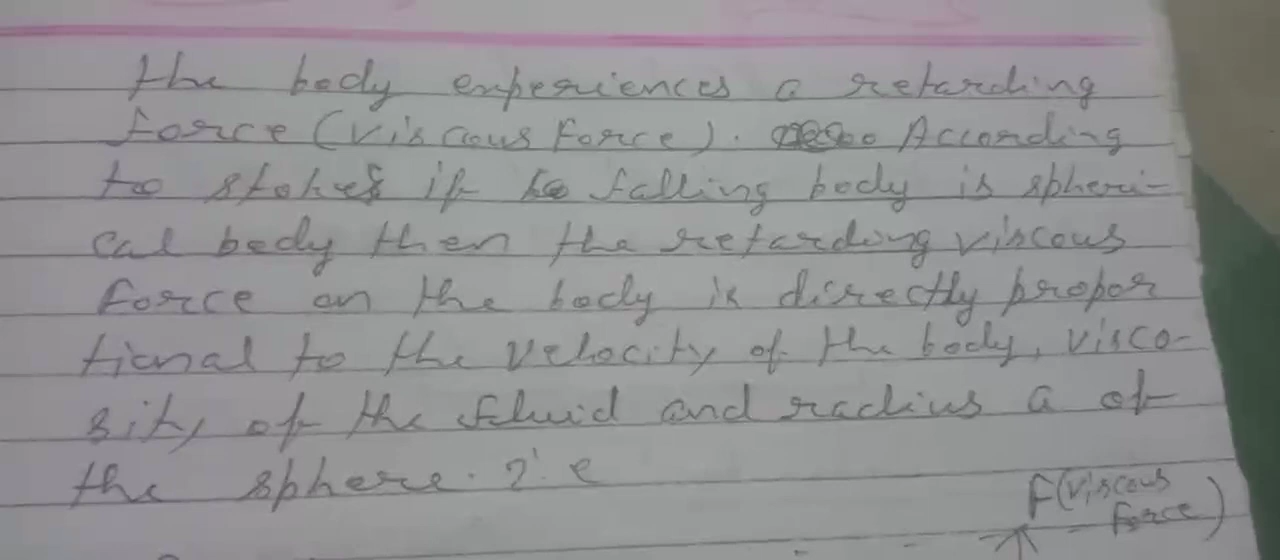 the body experiences a retarding
force (viscous force). According
to stokes if falling body is spheri-
cal body then the retarding viscous
force on the body is directly propor
tional to the velocity of the body, visco-
sity of the fluid and radius a of
the sphere. i.e
F(viscous
force)